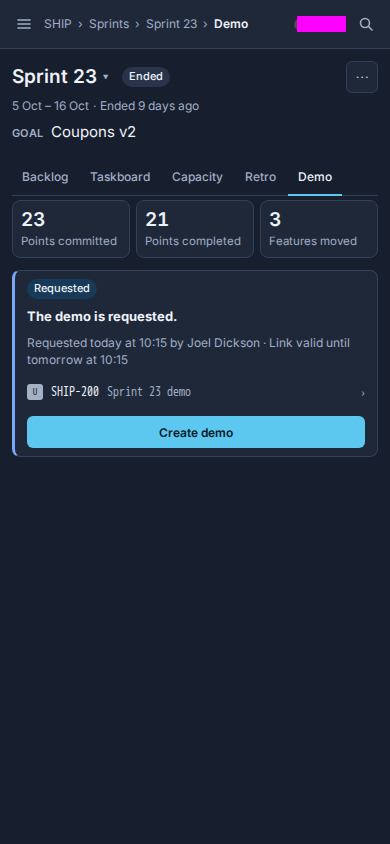 SHIP › Sprints › Sprint 23 › Demo
Sprint 23 ▾ Ended
...
5 Oct – 16 Oct · Ended 9 days ago
GOAL Coupons v2
Backlog Taskboard Capacity Retro Demo
23 21 3
Points committed Points completed Features moved
Requested
The demo is requested.
Requested today at 10:15 by Joel Dickson · Link valid until
tomorrow at 10:15
U SHIP-200 Sprint 23 demo ›
Create demo